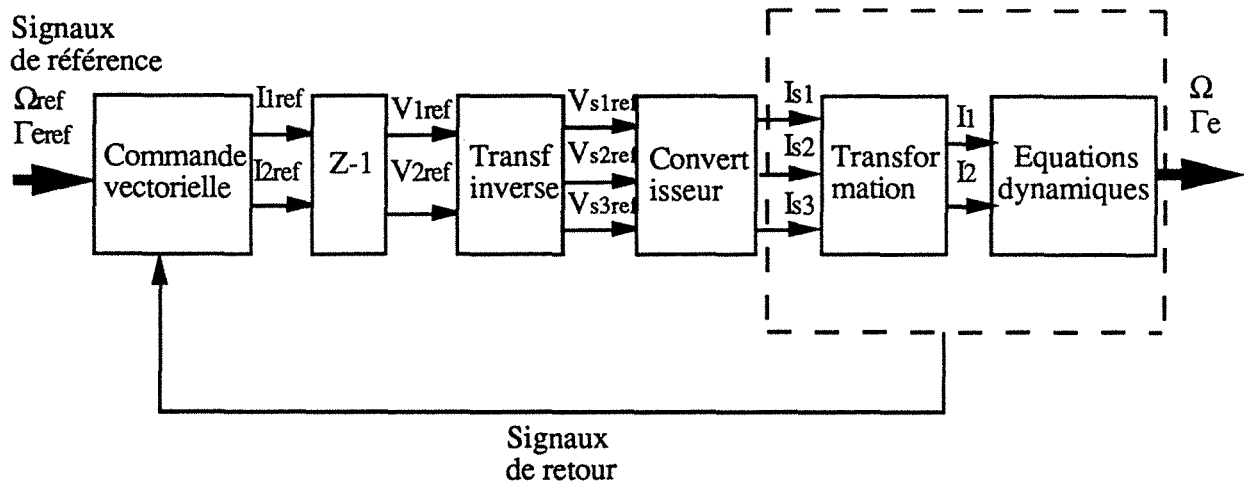 Signaux
de référence
Ωref
Γeref
Commande
vectorielle
I1ref
I2ref
Z-1
V1ref
V2ref
Transf
inverse
Vs1ref
Vs2ref
Vs3ref
Convert
isseur
Is1
Is2
Is3
Transfor
mation
I1
I2
Equations
dynamiques
Ω
Γe
Signaux
de retour